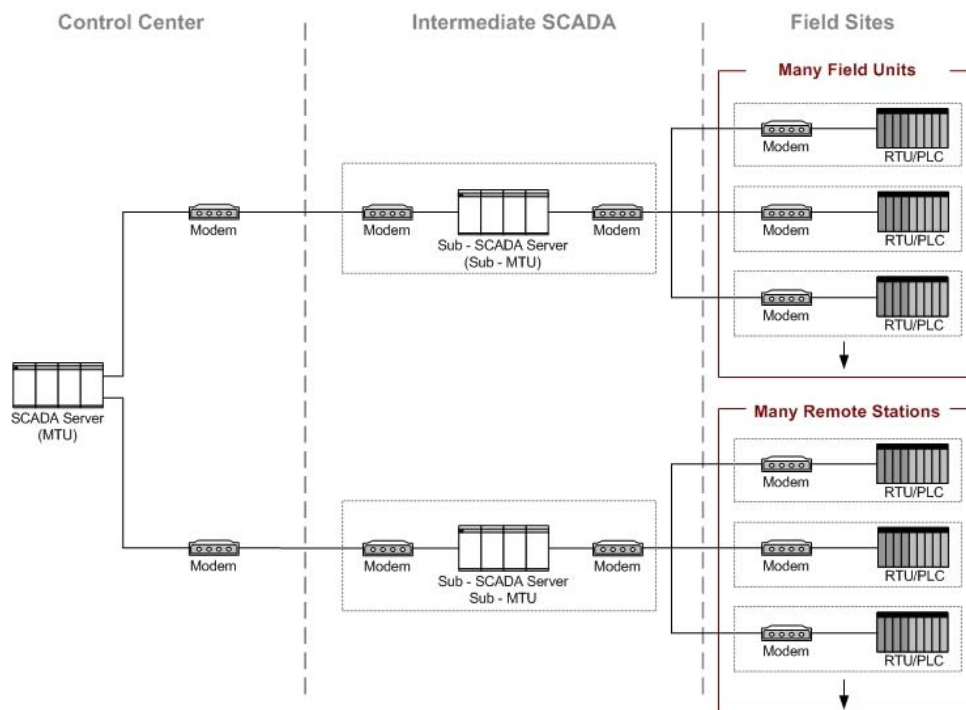 Control Center
Intermediate SCADA
Field Sites
Many Field Units
Modem
RTU/PLC
Modem
RTU/PLC
Modem
RTU/PLC
Modem
Modem
Sub - SCADA Server
(Sub - MTU)
Modem
SCADA Server
(MTU)
Many Remote Stations
Modem
RTU/PLC
Modem
RTU/PLC
Modem
RTU/PLC
Modem
Modem
Sub - SCADA Server
Sub - MTU
Modem